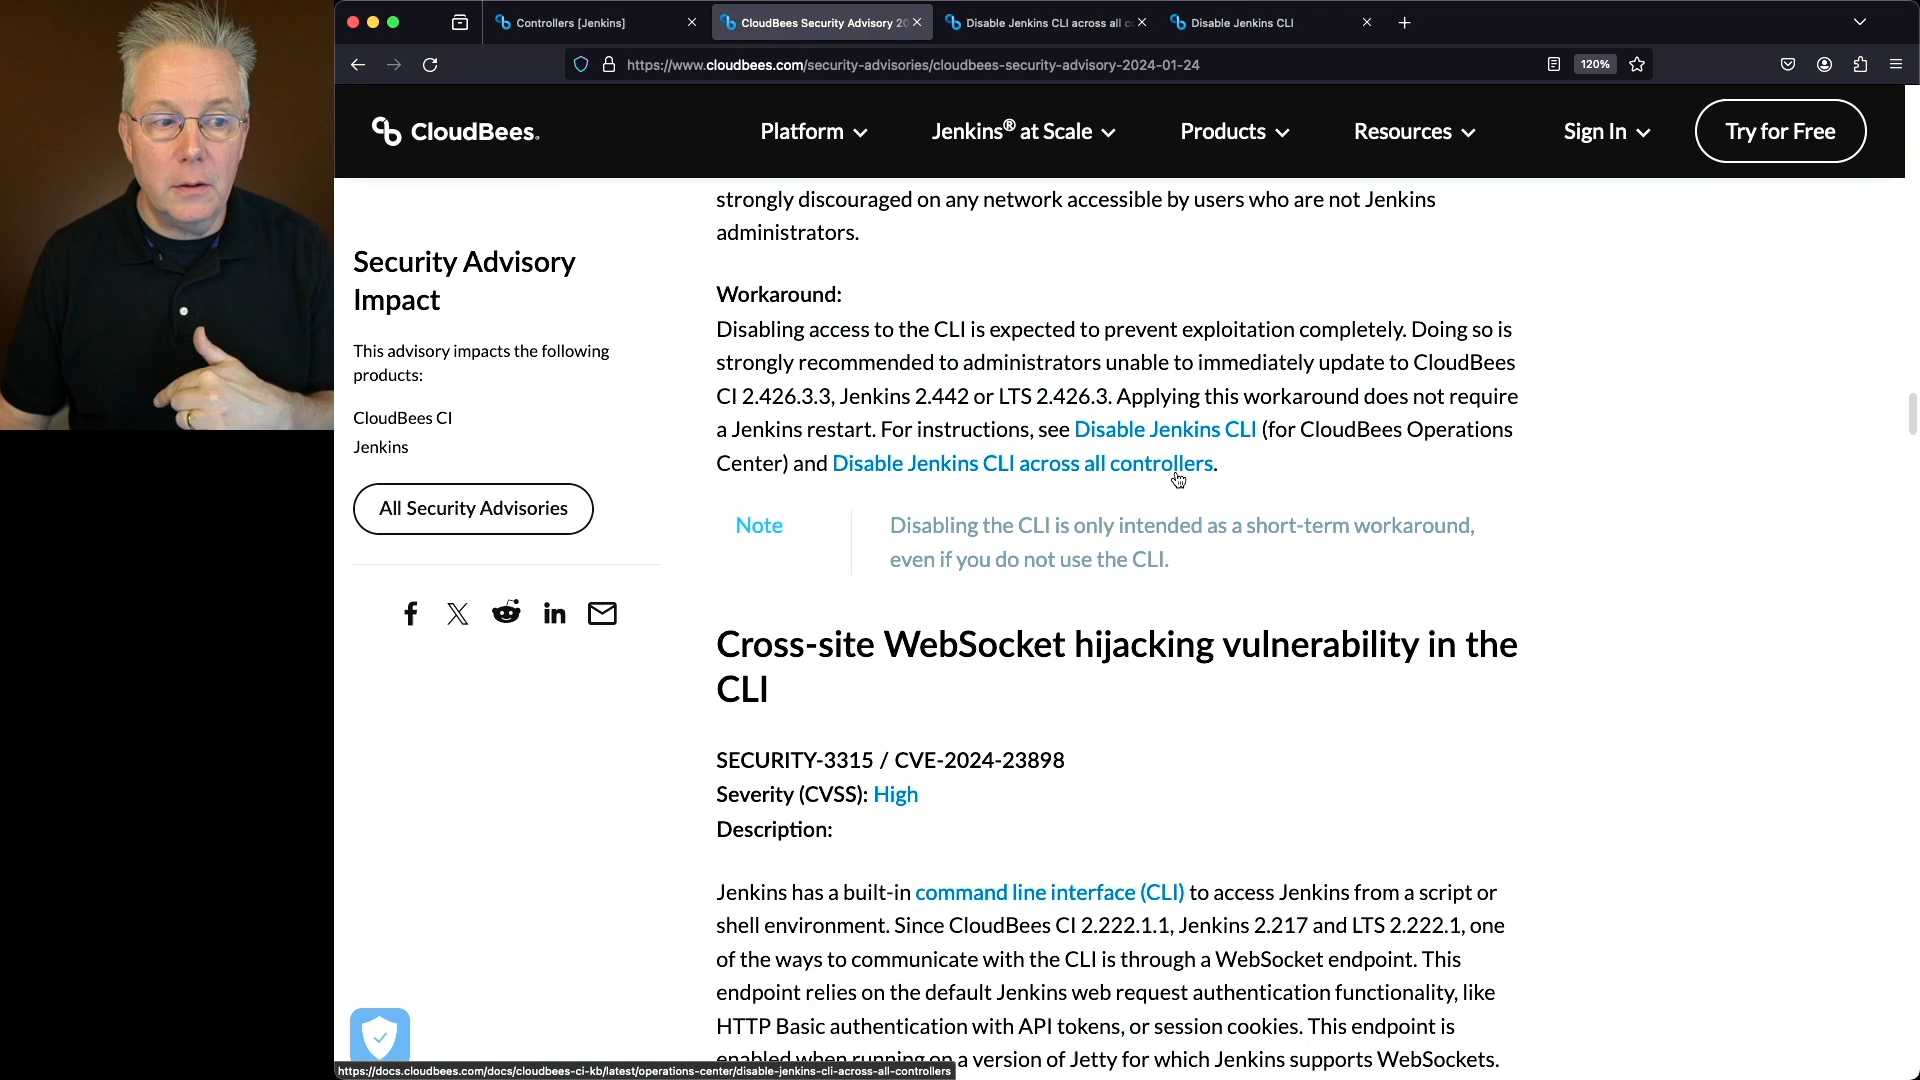 Controllers [Jenkins]
CloudBees Security Advisory 20
Disable Jenkins CLI across all co
Disable Jenkins CLI
https://www.cloudbees.com/security-advisories/cloudbees-security-advisory-2024-01-24
120%
CloudBees.
Platform
Jenkins® at Scale
Products
Resources
Sign In
Try for Free
Security Advisory
Impact
This advisory impacts the following
products:
CloudBees CI
Jenkins
All Security Advisories
strongly discouraged on any network accessible by users who are not Jenkins
administrators.
Workaround:
Disabling access to the CLI is expected to prevent exploitation completely. Doing so is
strongly recommended to administrators unable to immediately update to CloudBees
CI 2.426.3.3, Jenkins 2.442 or LTS 2.426.3. Applying this workaround does not require
a Jenkins restart. For instructions, see Disable Jenkins CLI (for CloudBees Operations
Center) and Disable Jenkins CLI across all controllers.
Note
Disabling the CLI is only intended as a short-term workaround,
even if you do not use the CLI.
Cross-site WebSocket hijacking vulnerability in the
CLI
SECURITY-3315 / CVE-2024-23898
Severity (CVSS): High
Description:
Jenkins has a built-in command line interface (CLI) to access Jenkins from a script or
shell environment. Since CloudBees CI 2.222.1.1, Jenkins 2.217 and LTS 2.222.1, one
of the ways to communicate with the CLI is through a WebSocket endpoint. This
endpoint relies on the default Jenkins web request authentication functionality, like
HTTP Basic authentication with API tokens, or session cookies. This endpoint is
enabled when running on a version of Jetty for which Jenkins supports WebSockets.
https://docs.cloudbees.com/docs/cloudbees-ci-kb/latest/operations-center/disable-jenkins-cli-across-all-controllers